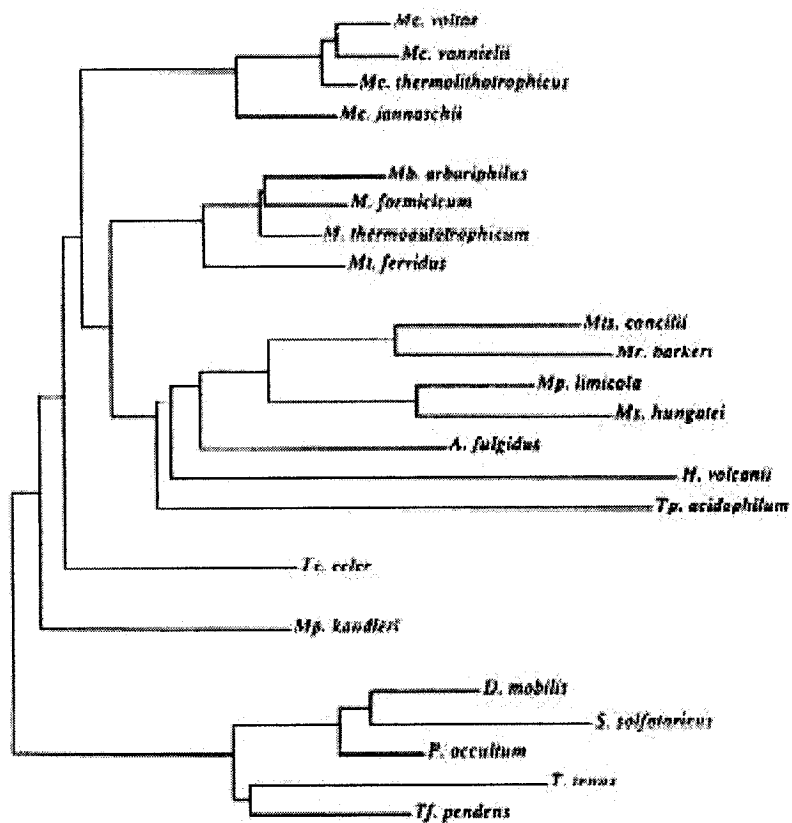 Mc. voltae
Mc. vannielii
Mc. thermolithotrophicus
Mc. jannaschii
Mb. arboriphilus
M. formicicum
M. thermoautotrophicum
Mt. fervidus
Mts. concilii
Mr. barkeri
Mp. limicola
Ms. hungatei
A. fulgidus
H. volcanii
Tp. acidophilum
Tc. celer
Mp. kandleri
D. mobilis
S. solfataricus
P. occultum
T. tenax
Tf. pendens